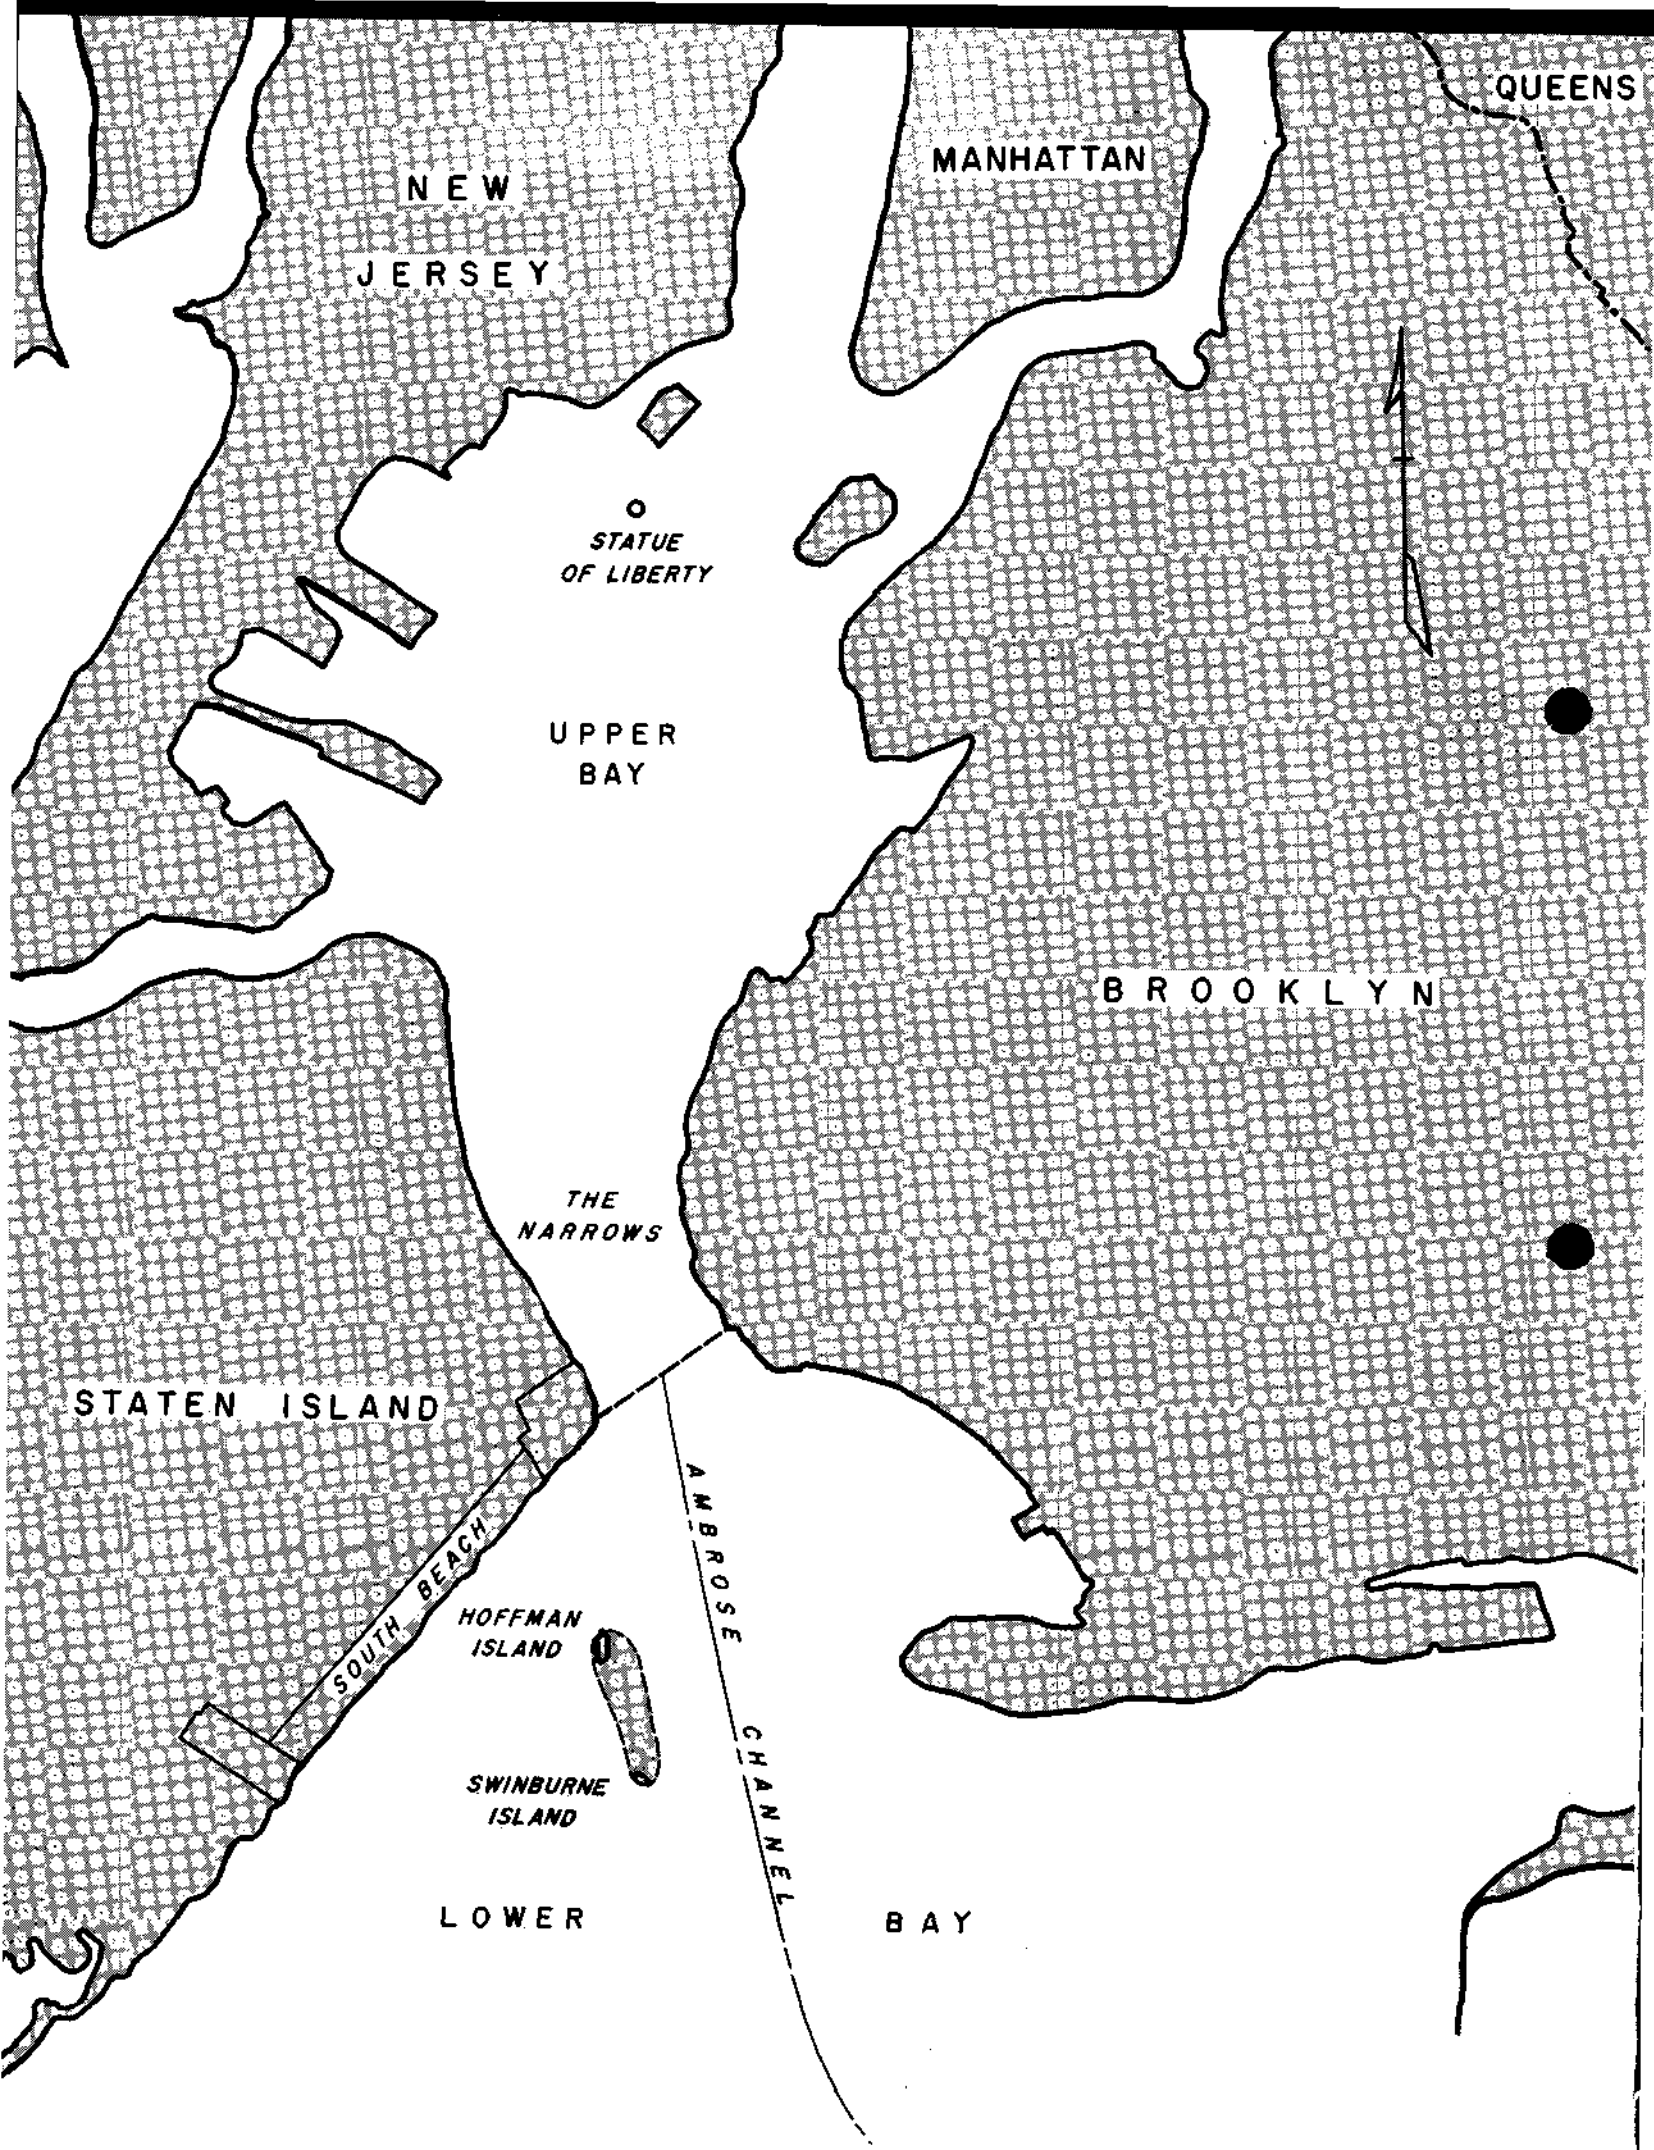 QUEENS
MANHATTAN
NEW
JERSEY
STATUE
OF LIBERTY
UPPER
BAY
BROOKLYN
THE
NARROWS
STATEN ISLAND
AMBROSE CHANNEL
SOUTH BEACH
HOFFMAN
ISLAND
SWINBURNE
ISLAND
LOWER BAY